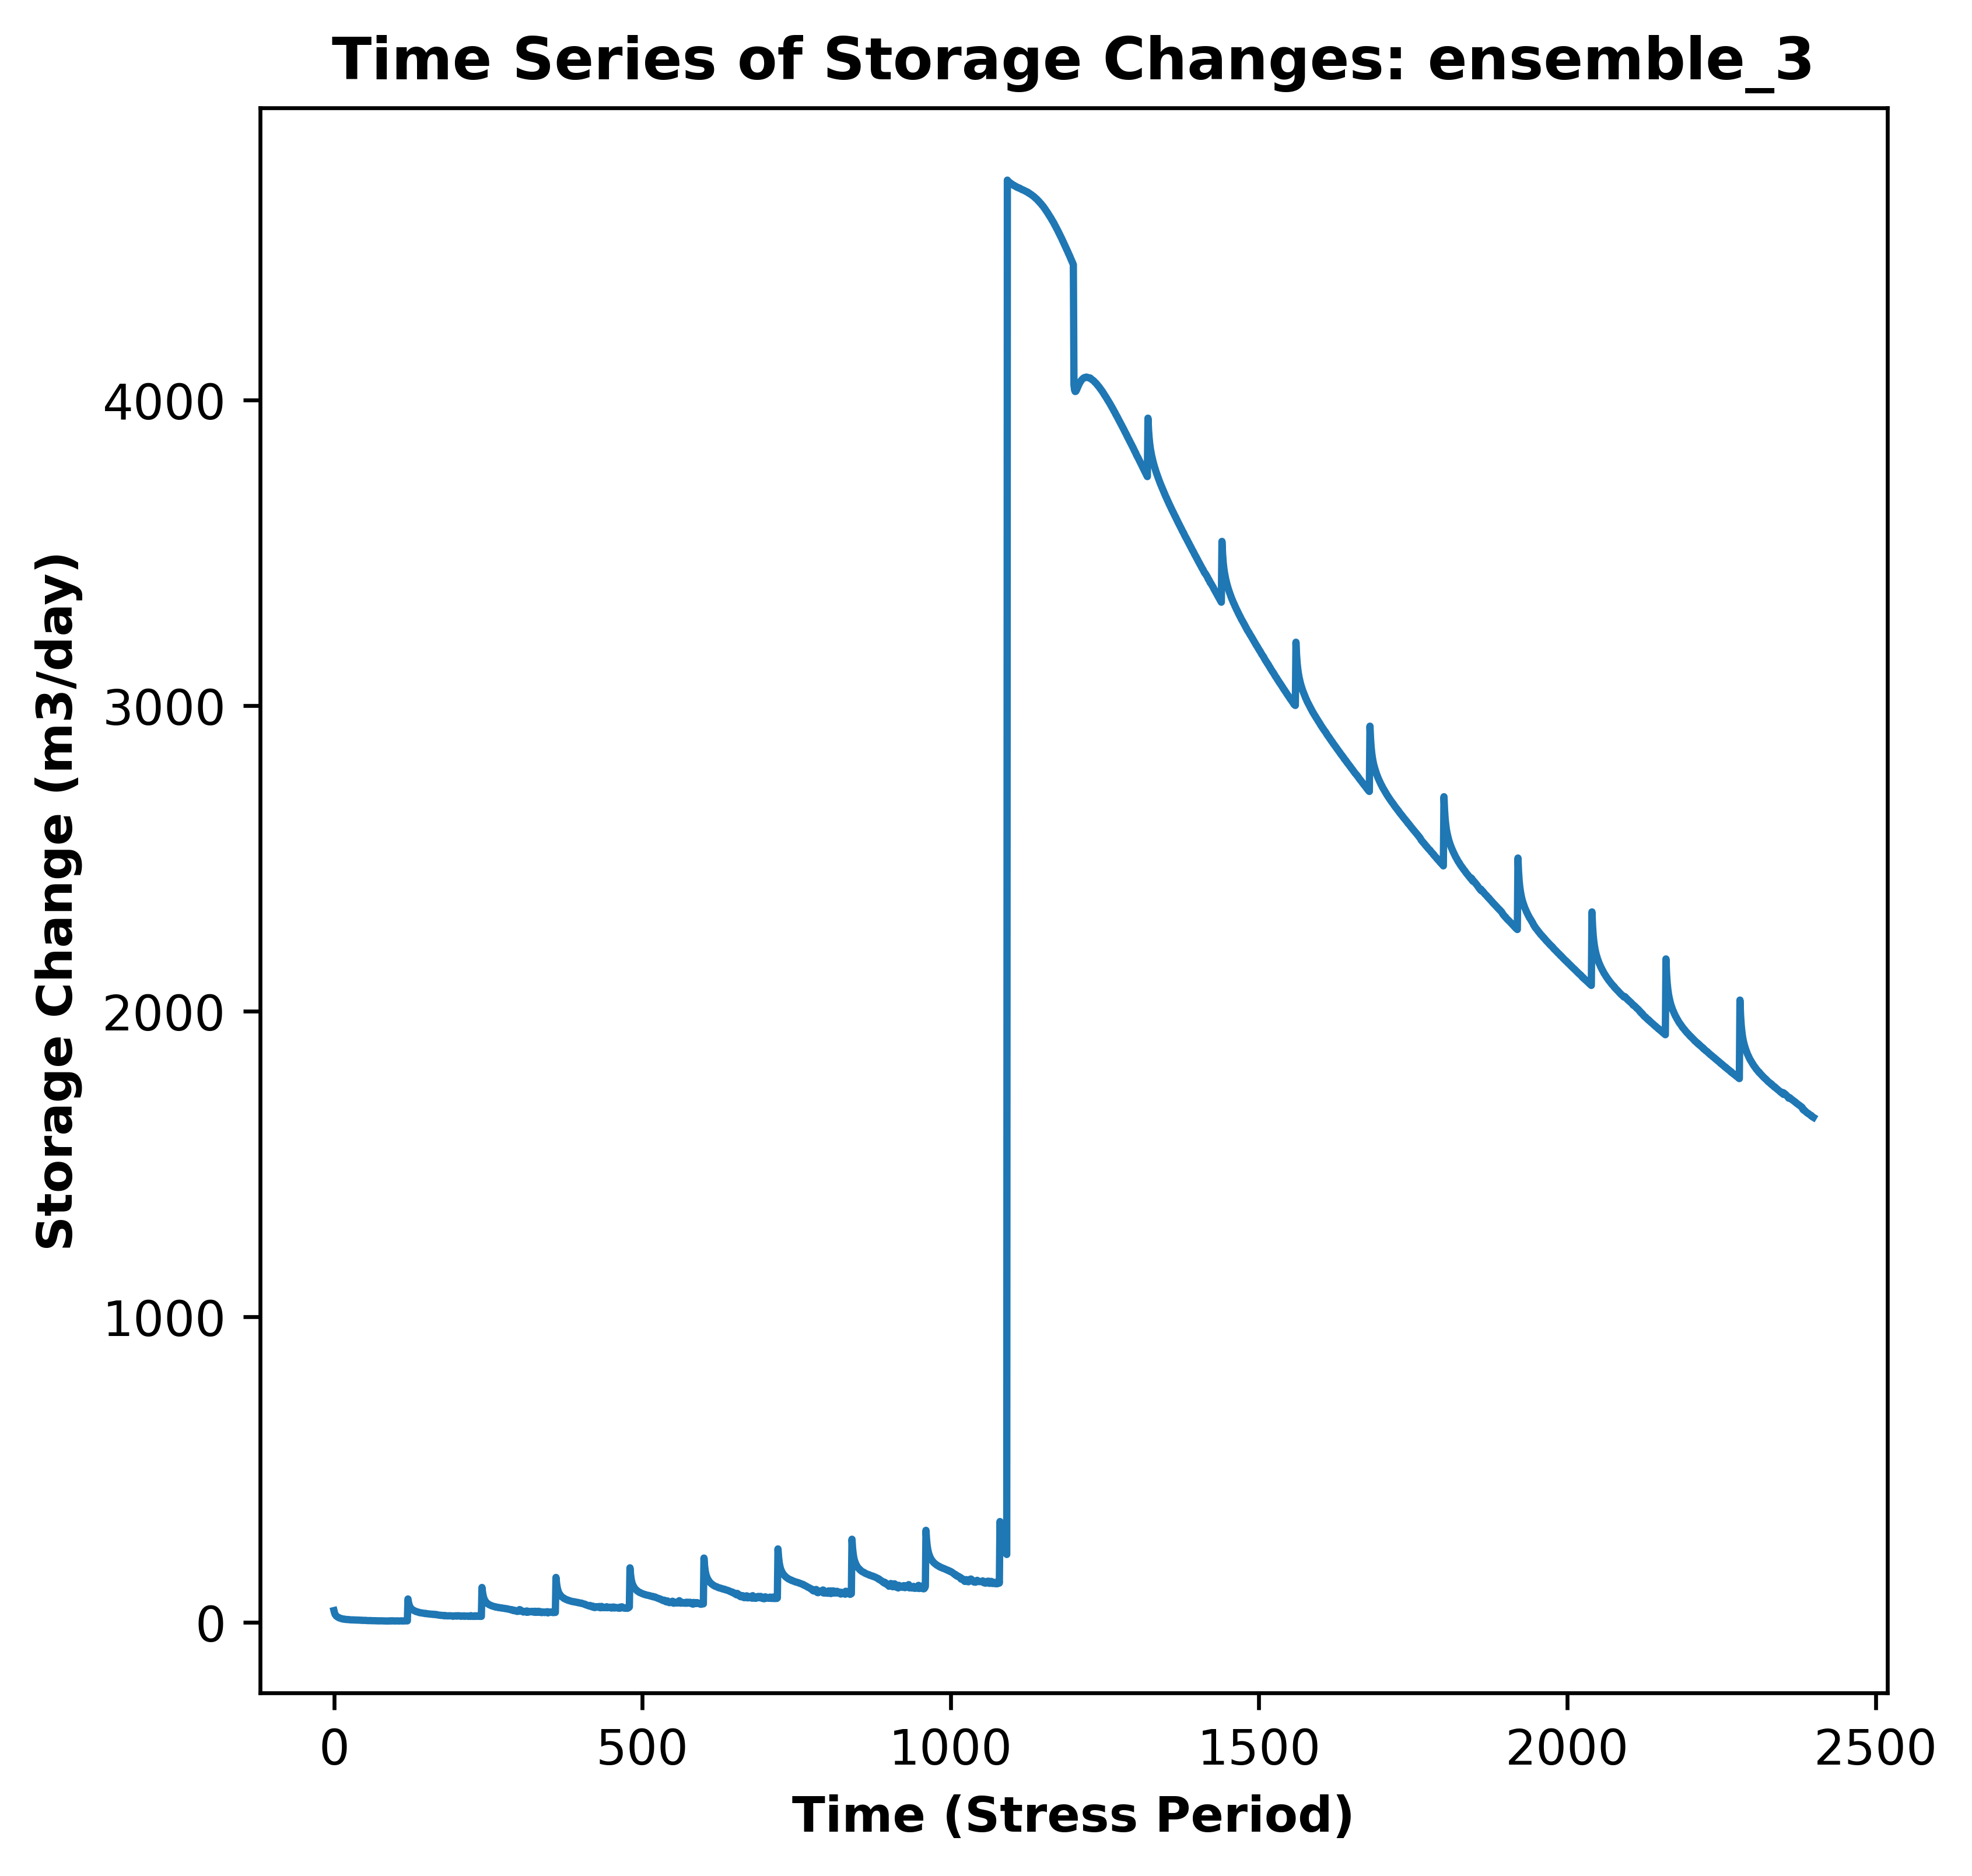 Time Series of Storage Changes: ensemble_3
Storage Change (m3/day)
4000
3000
2000
1000
0
0 500 1000 1500 2000 2500
Time (Stress Period)